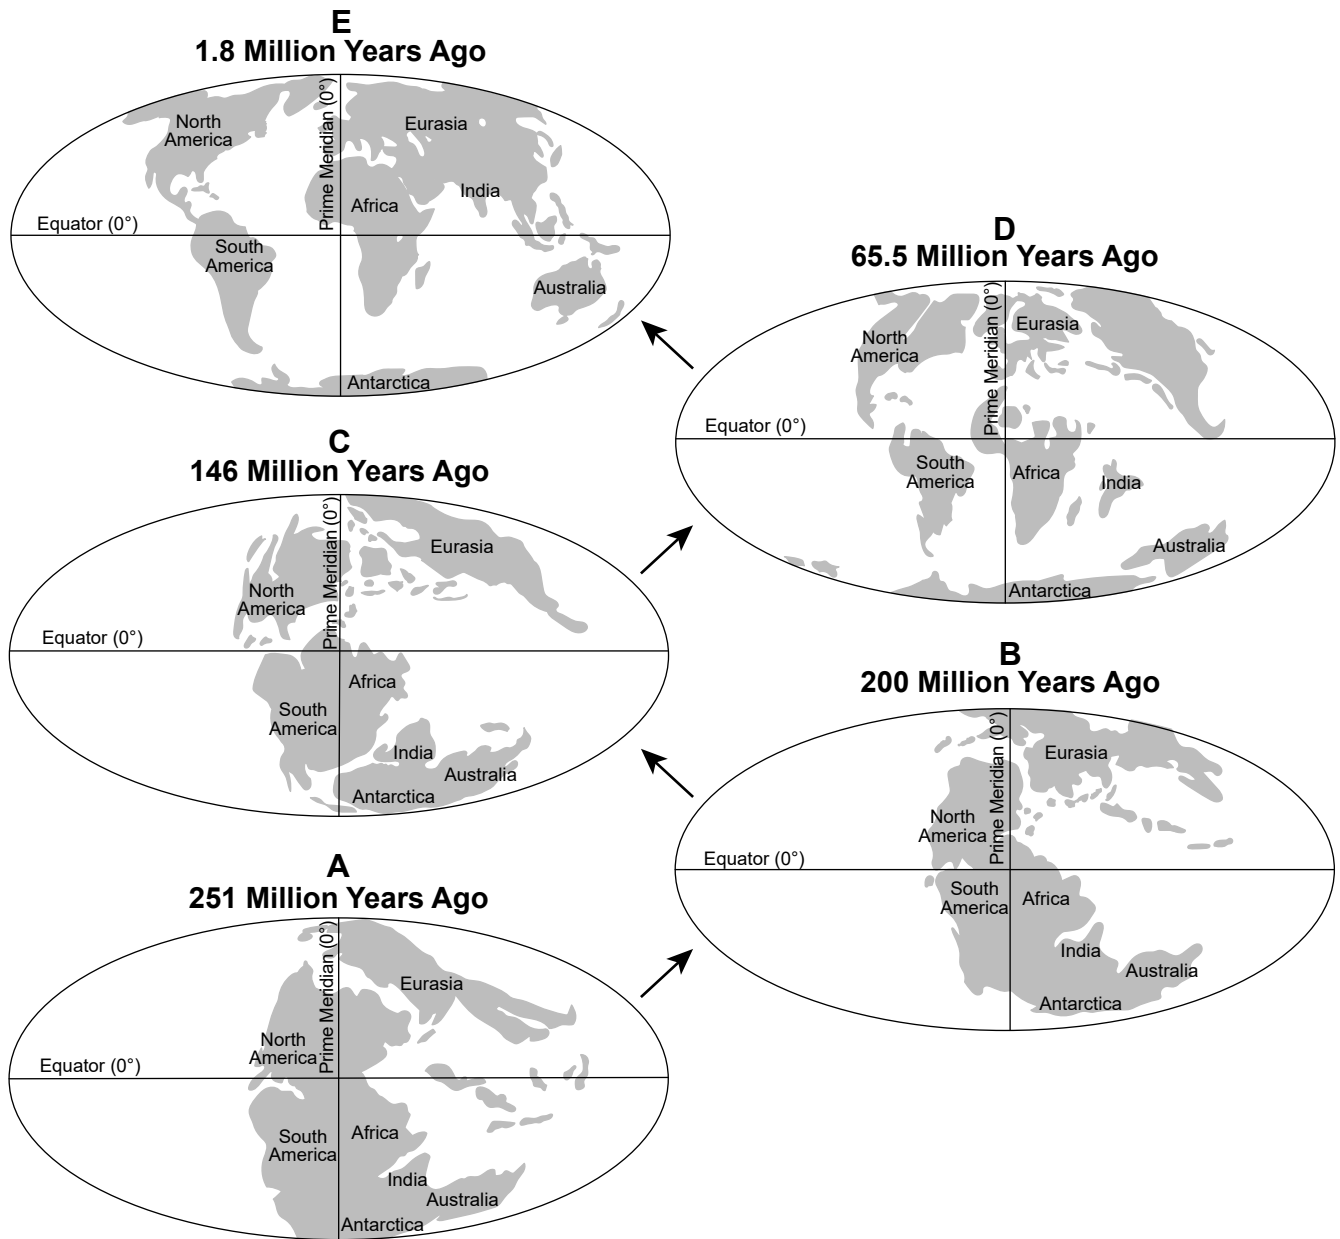 E
1.8 Million Years Ago
Prime Meridian (0°)
North
America
Eurasia
India
Africa
Equator (0°)
South
America
Australia
Antarctica
D
65.5 Million Years Ago
Prime Meridian (0°)
Eurasia
North
America
Equator (0°)
South
America
Africa
India
Australia
Antarctica
C
146 Million Years Ago
Prime Meridian (0°)
Eurasia
North
America
Equator (0°)
Africa
South
America
India
Australia
Antarctica
B
200 Million Years Ago
Prime Meridian (0°)
Eurasia
North
America
Equator (0°)
South
America
Africa
India
Australia
Antarctica
A
251 Million Years Ago
Prime Meridian (0°)
Eurasia
North
America
Equator (0°)
Africa
South
America
India
Australia
Antarctica